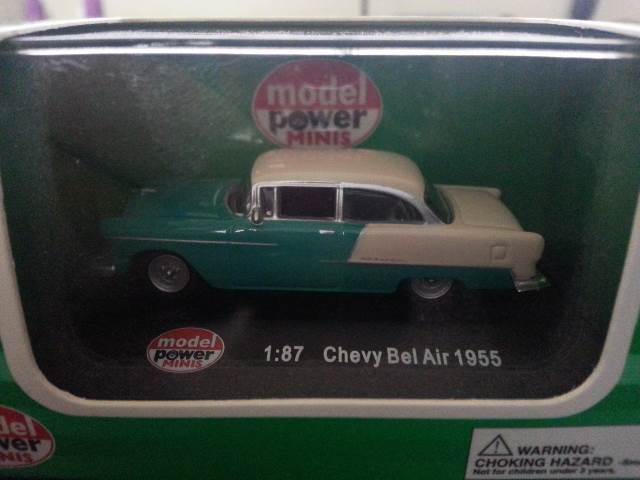 model
power
MINIS
model
power
MINIS
1:87 Chevy Bel Air 1955
model
power
MINIS
WARNING:
CHOKING HAZARD
Not for children under 3 years.